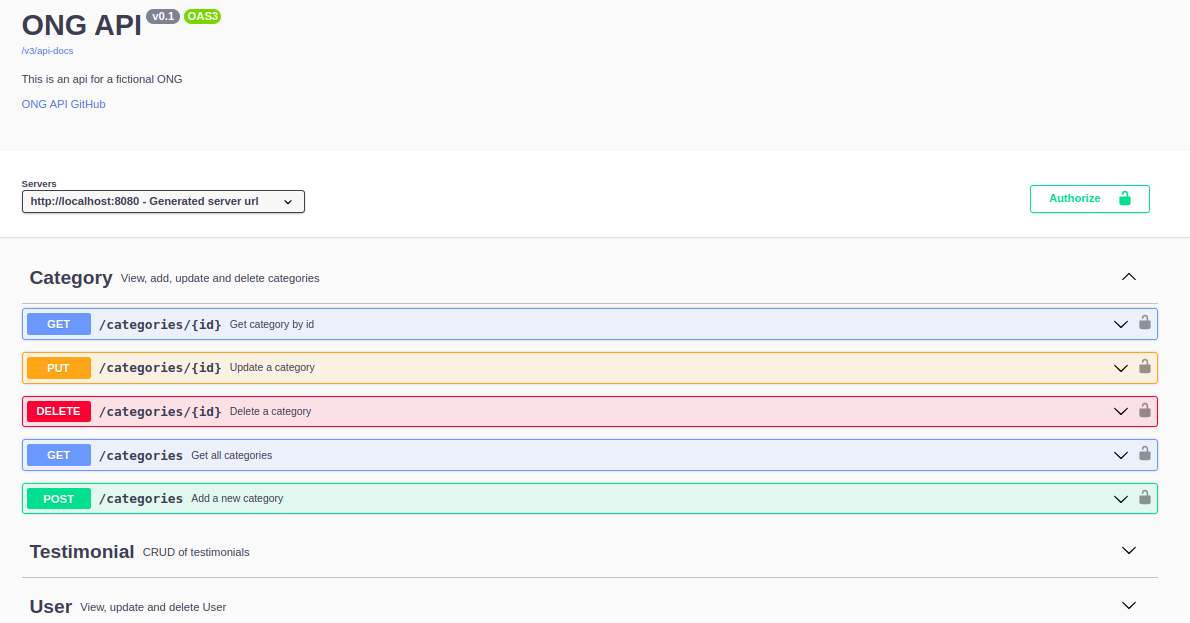 ONG API v0.1 OAS3
/v3/api-docs
This is an api for a fictional ONG
ONG API GitHub
Servers
http://localhost:8080 - Generated server url
Authorize
Category View, add, update and delete categories
GET /categories/{id} Get category by id
PUT /categories/{id} Update a category
DELETE /categories/{id} Delete a category
GET /categories Get all categories
POST /categories Add a new category
Testimonial CRUD of testimonials
User View, update and delete User